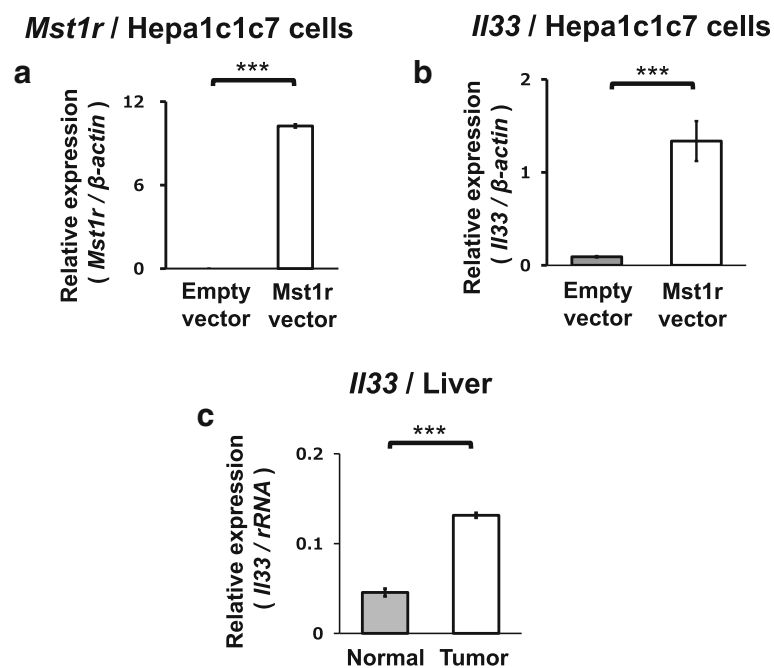 Mst1r / Hepa1c1c7 cells
a
***
Relative expression
( Mst1r / β-actin )
12
6
0
Empty vector
Mst1r vector
Il33 / Hepa1c1c7 cells
b
***
Relative expression
( Il33 / β-actin )
2
1
0
Empty vector
Mst1r vector
Il33 / Liver
c
***
Relative expression
( Il33 / rRNA )
0.2
0.1
0
Normal
Tumor